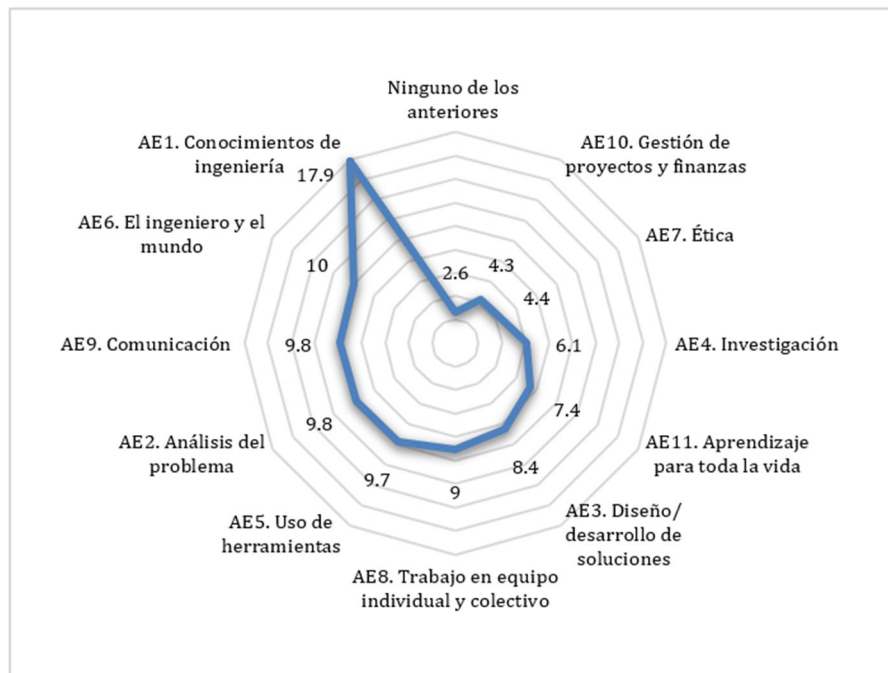 Ninguno de los
anteriores
AE10. Gestión de
proyectos y finanzas
AE7. Ética
AE4. Investigación
AE11. Aprendizaje
para toda la vida
AE3. Diseño/
desarrollo de
soluciones
AE8. Trabajo en equipo
individual y colectivo
AE5. Uso de
herramientas
AE2. Análisis del
problema
AE9. Comunicación
AE6. El ingeniero y el
mundo
AE1. Conocimientos de
ingeniería
2.6
4.3
4.4
6.1
7.4
8.4
9
9.7
9.8
9.8
10
17.9